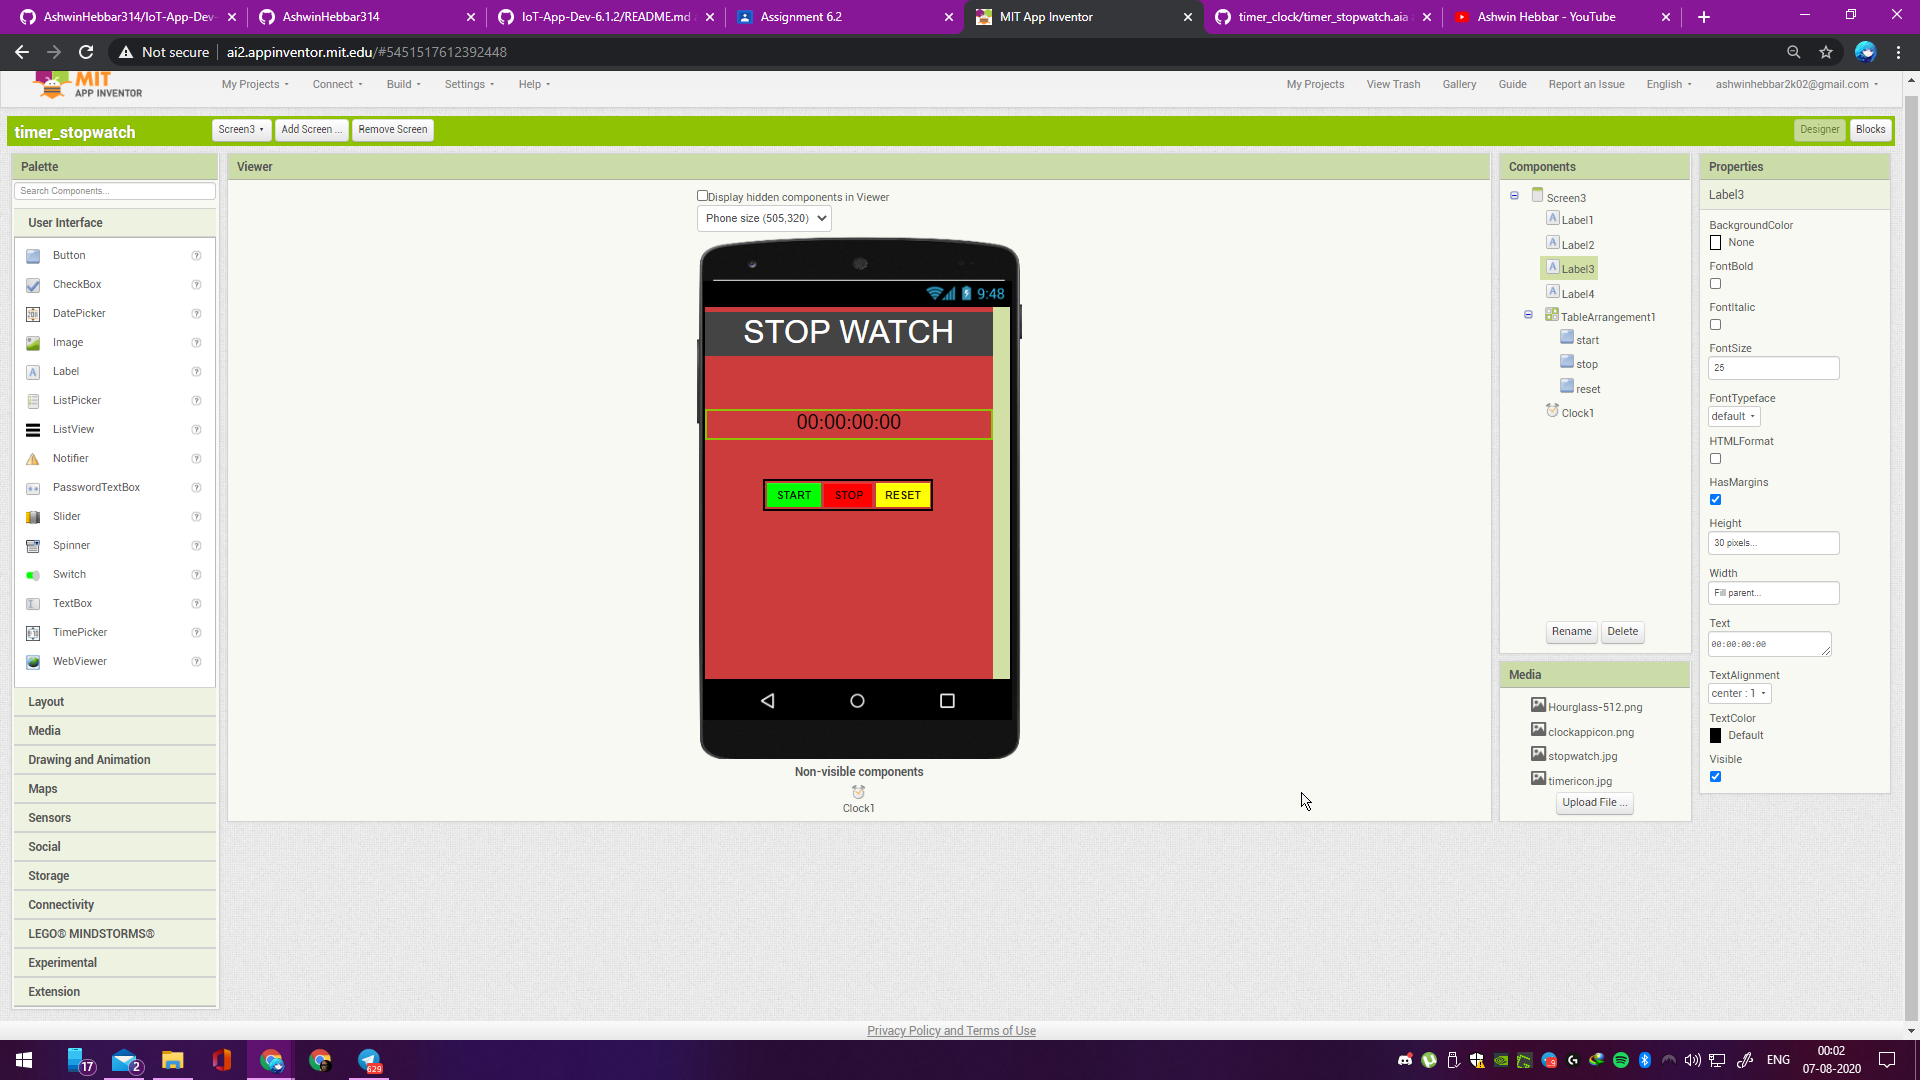 AshwinHebbar314/IoT-App-Dev-
AshwinHebbar314
IoT-App-Dev-6.1.2/README.md
Assignment 6.2
MIT App Inventor
timer_clock/timer_stopwatch.aia
Ashwin Hebbar - YouTube
Not secure
ai2.appinventor.mit.edu/#5451517612392448
MIT
APP INVENTOR
My Projects
Connect
Build
Settings
Help
My Projects
View Trash
Gallery
Guide
Report an Issue
English
ashwinhebbar2k02@gmail.com
timer_stopwatch
Screen3
Add Screen ...
Remove Screen
Designer
Blocks
Palette
Search Components...
User Interface
Button
CheckBox
DatePicker
Image
Label
ListPicker
ListView
Notifier
PasswordTextBox
Slider
Spinner
Switch
TextBox
TimePicker
WebViewer
Layout
Media
Drawing and Animation
Maps
Sensors
Social
Storage
Connectivity
LEGO® MINDSTORMS®
Experimental
Extension
Viewer
Display hidden components in Viewer
Phone size (505,320)
9:48
STOP WATCH
00:00:00:00
START
STOP
RESET
Non-visible components
Clock1
Components
Screen3
Label1
Label2
Label3
Label4
TableArrangement1
start
stop
reset
Clock1
Rename
Delete
Media
Hourglass-512.png
clockappicon.png
stopwatch.jpg
timericon.jpg
Upload File ...
Properties
Label3
BackgroundColor
None
FontBold
FontItalic
FontSize
25
FontTypeface
default
HTMLFormat
HasMargins
Height
30 pixels...
Width
Fill parent...
Text
00:00:00:00
TextAlignment
center : 1
TextColor
Default
Visible
Privacy Policy and Terms of Use
17
2
629
ENG
00:02
07-08-2020